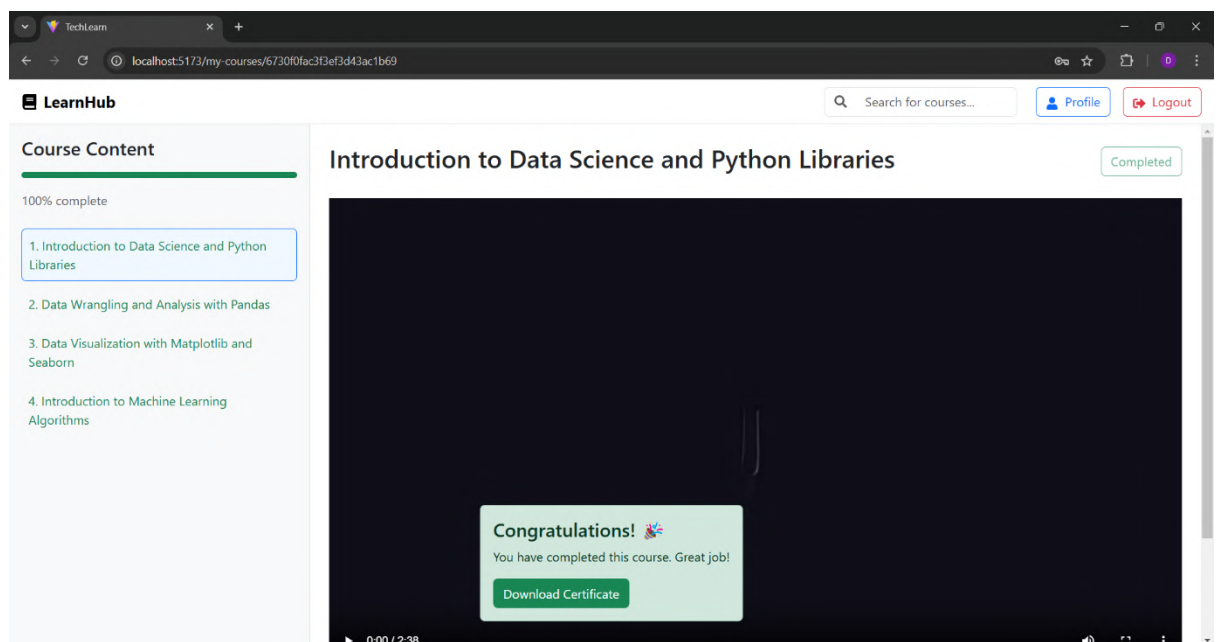 TechLearn
localhost:5173/my-courses/6730f0fac3f3ef3d43ac1b69
D
LearnHub
Search for courses...
Profile
Logout
Course Content
100% complete
1. Introduction to Data Science and Python
Libraries
2. Data Wrangling and Analysis with Pandas
3. Data Visualization with Matplotlib and
Seaborn
4. Introduction to Machine Learning
Algorithms
Introduction to Data Science and Python Libraries
Completed
Congratulations! 🎉
You have completed this course. Great job!
Download Certificate
0:00 / 2:38